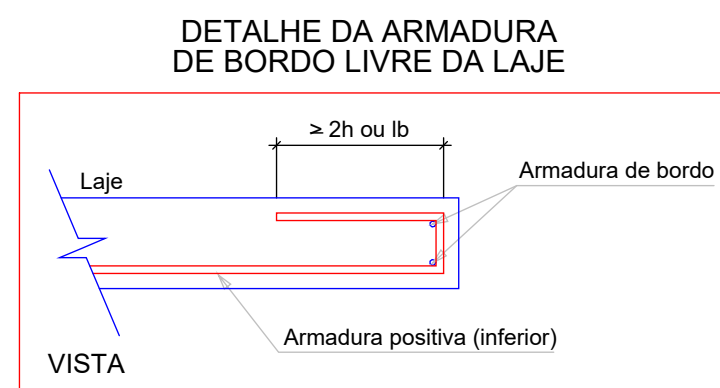 DETALHE DA ARMADURA
DE BORDO LIVRE DA LAJE
≥ 2h ou lb
Laje
Armadura de bordo
Armadura positiva (inferior)
VISTA